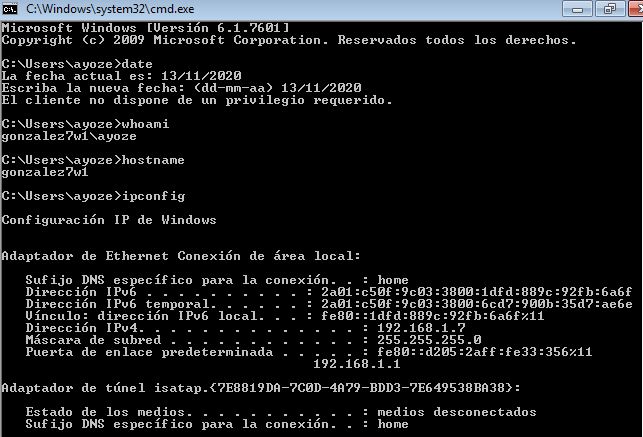 C:\Windows\system32\cmd.exe
Microsoft Windows [Versión 6.1.7601]
Copyright (c) 2009 Microsoft Corporation. Reservados todos los derechos.
C:\Users\ayoze>date
La fecha actual es: 13/11/2020
Escriba la nueva fecha: (dd-mm-aa) 13/11/2020
El cliente no dispone de un privilegio requerido.
C:\Users\ayoze>whoami
gonzalez7w1\ayoze
C:\Users\ayoze>hostname
gonzalez7w1
C:\Users\ayoze>ipconfig
Configuración IP de Windows
Adaptador de Ethernet Conexión de área local:
Sufijo DNS específico para la conexión. . : home
Dirección IPv6 . . . . . . . . . . : 2a01:c50f:9c03:3800:1dfd:889c:92fb:6a6f
Dirección IPv6 temporal. . . . . . : 2a01:c50f:9c03:3800:6cd7:900b:35d7:ae6e
Vínculo: dirección IPv6 local. . . : fe80::1dfd:889c:92fb:6a6f%11
Dirección IPv4. . . . . . . . . . . . . . : 192.168.1.7
Máscara de subred . . . . . . . . . . . . : 255.255.255.0
Puerta de enlace predeterminada . . . . . : fe80::d205:2aff:fe33:356%11
192.168.1.1
Adaptador de túnel isatap.{7E8819DA-7C0D-4A79-BDD3-7E649538BA38}:
Estado de los medios. . . . . . . . . . . : medios desconectados
Sufijo DNS específico para la conexión. . : home